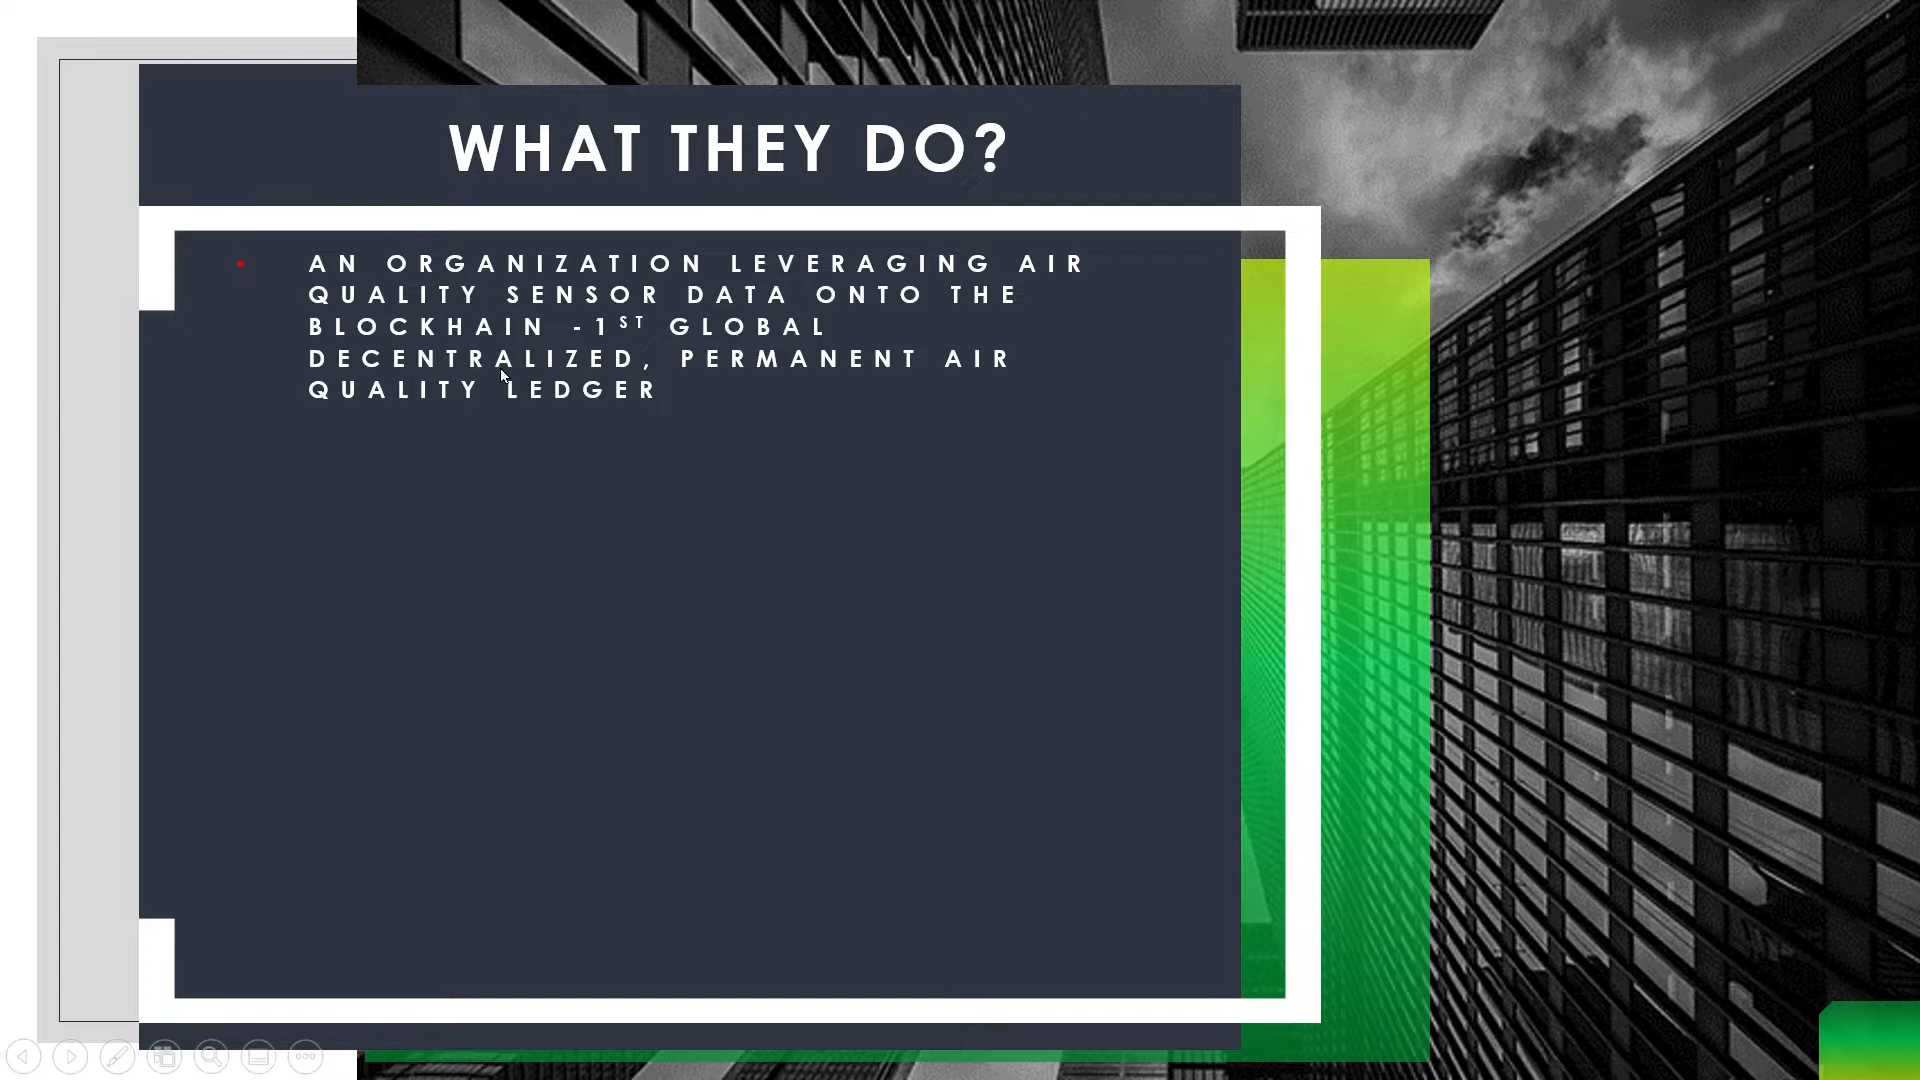 WHAT THEY DO?
• AN ORGANIZATION LEVERAGING AIR
QUALITY SENSOR DATA ONTO THE
BLOCKHAIN -1ST GLOBAL
DECENTRALIZED, PERMANENT AIR
QUALITY LEDGER